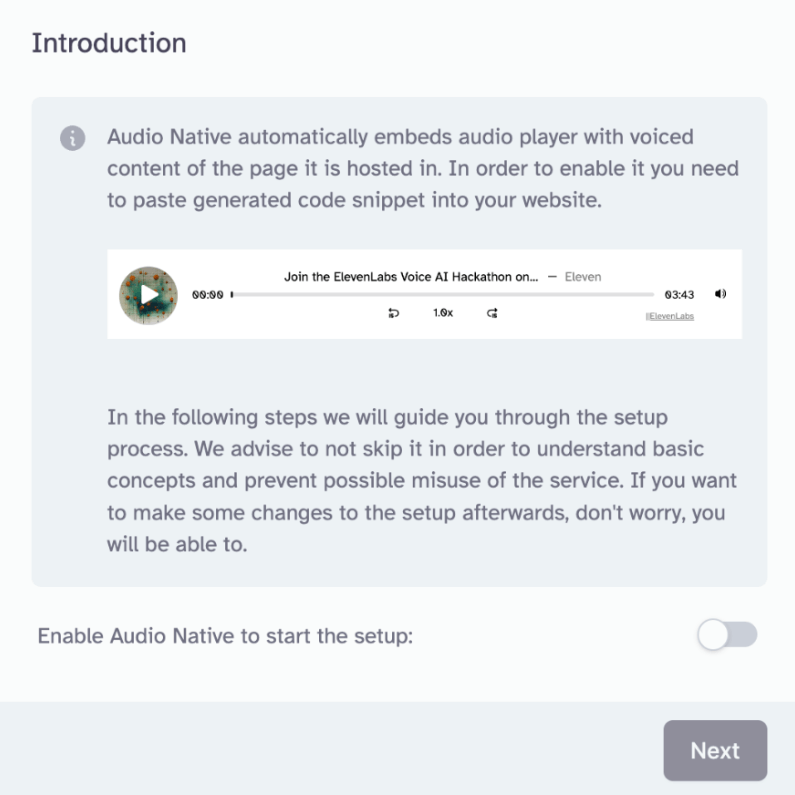 Introduction
Audio Native automatically embeds audio player with voiced
content of the page it is hosted in. In order to enable it you need
to paste generated code snippet into your website.
Join the ElevenLabs Voice AI Hackathon on... — Eleven
00:00 03:43
1.0x
IIElevenLabs
In the following steps we will guide you through the setup
process. We advise to not skip it in order to understand basic
concepts and prevent possible misuse of the service. If you want
to make some changes to the setup afterwards, don't worry, you
will be able to.
Enable Audio Native to start the setup:
Next